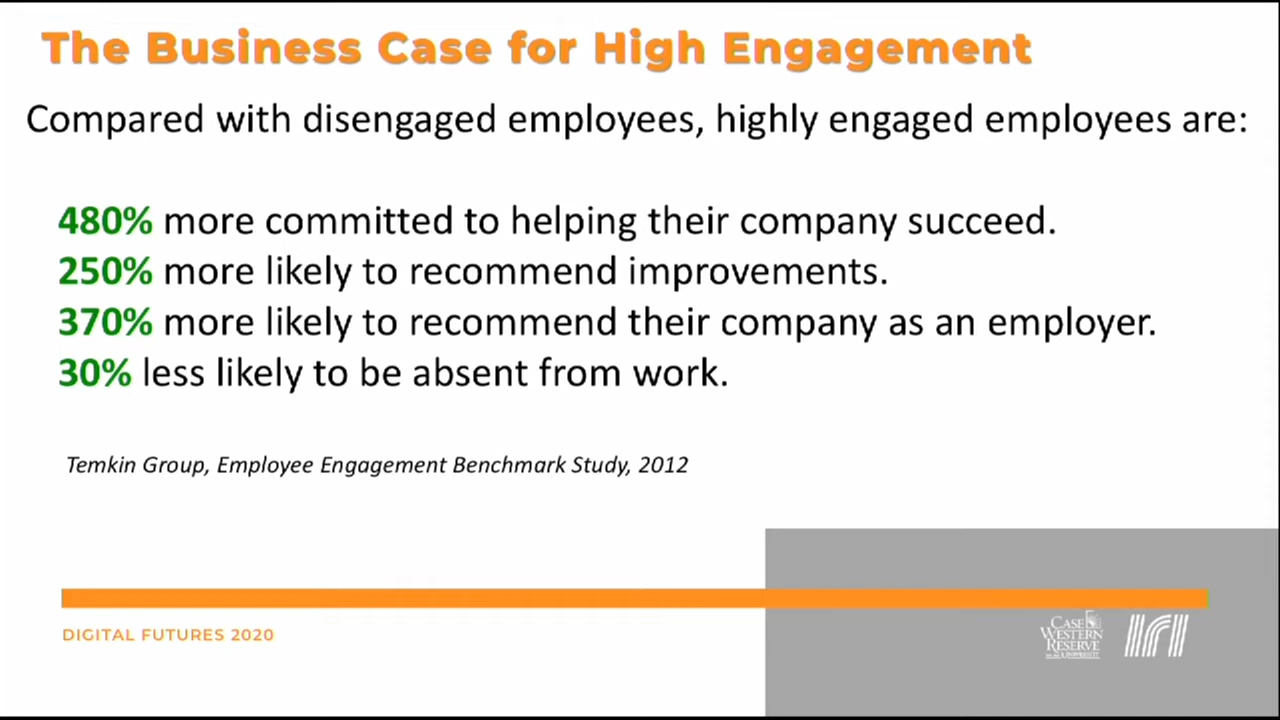 The Business Case for High Engagement
Compared with disengaged employees, highly engaged employees are:
480% more committed to helping their company succeed.
250% more likely to recommend improvements.
370% more likely to recommend their company as an employer.
30% less likely to be absent from work.
Temkin Group, Employee Engagement Benchmark Study, 2012
DIGITAL FUTURES 2020
CASE
WESTERN
RESERVE
UNIVERSITY